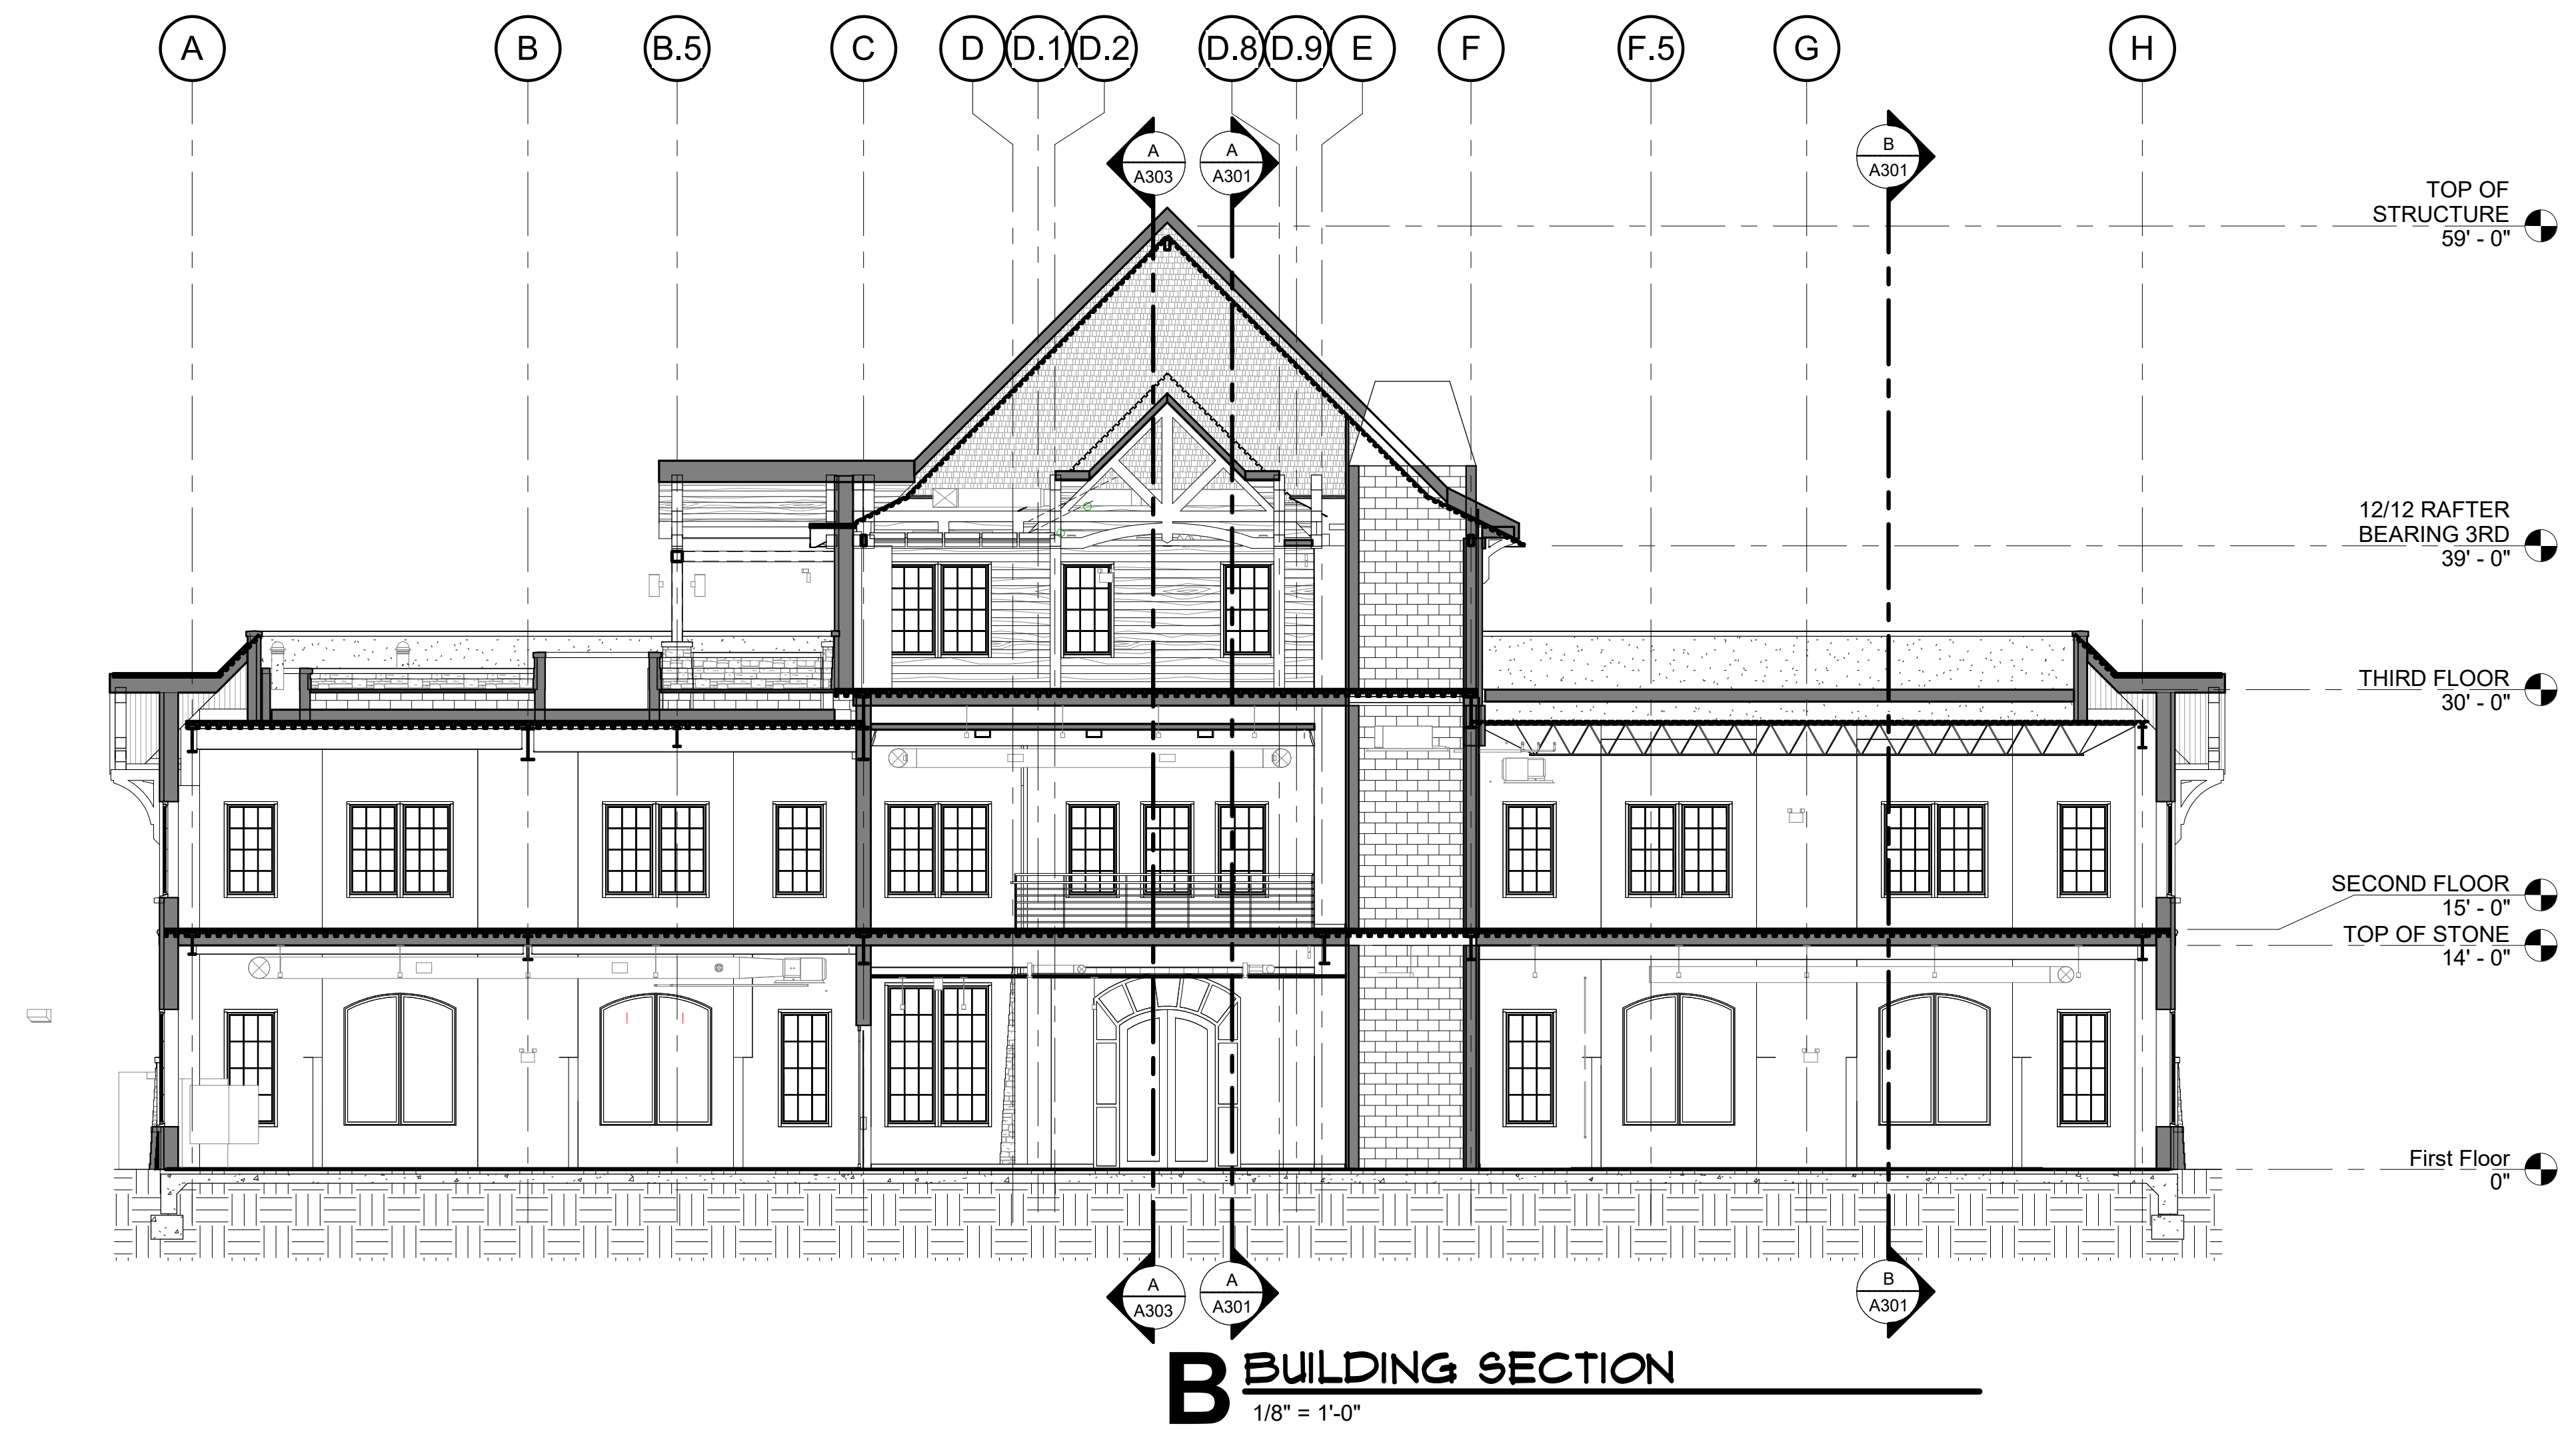 A B B.5 C D D.1 D.2 D.8 D.9 E F F.5 G H
A
A303
A
A301
B
A301
TOP OF
STRUCTURE
59' - 0"
12/12 RAFTER
BEARING 3RD
39' - 0"
THIRD FLOOR
30' - 0"
SECOND FLOOR
15' - 0"
TOP OF STONE
14' - 0"
First Floor
0"
A
A303
A
A301
B
A301
B BUILDING SECTION
1/8" = 1'-0"